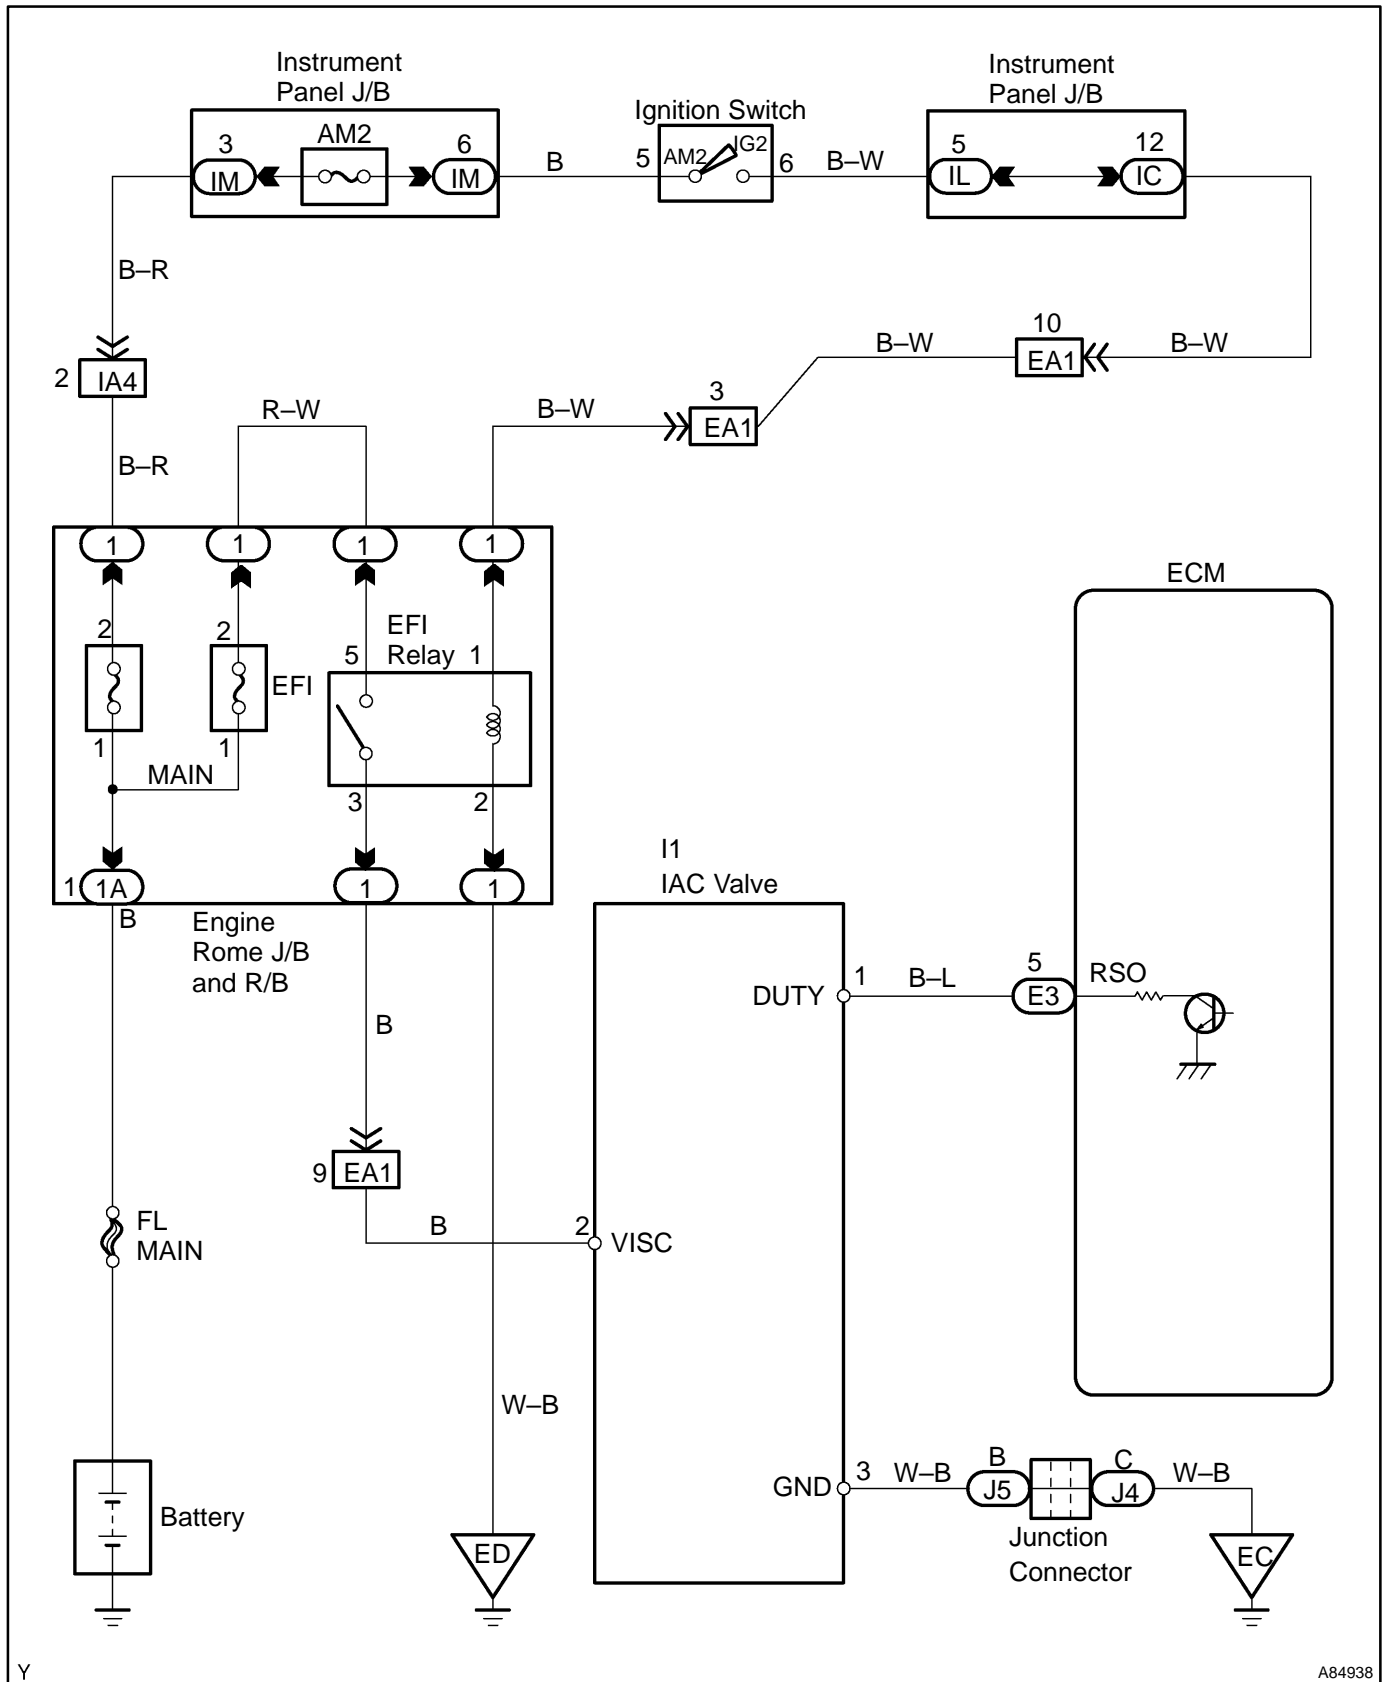 Instrument
Panel J/B
Instrument
Panel J/B
Ignition Switch
AM2
3
IM
6
IM
B
5
AM2
IG2
6
B–W
5
IL
12
IC
B–R
2
IA4
B–R
R–W
B–W
3
EA1
B–W
10
EA1
B–W
1
1
1
1
2
2
EFI
Relay
5
1
EFI
1
1
MAIN
3
2
1
1A
1
1
B
Engine
Rome J/B
and R/B
ECM
I1
IAC Valve
DUTY
1
B–L
5
E3
RSO
B
9
EA1
B
2
VISC
FL
MAIN
W–B
GND
3
W–B
B
J5
C
J4
W–B
Junction
Connector
Battery
ED
EC
Y
A84938